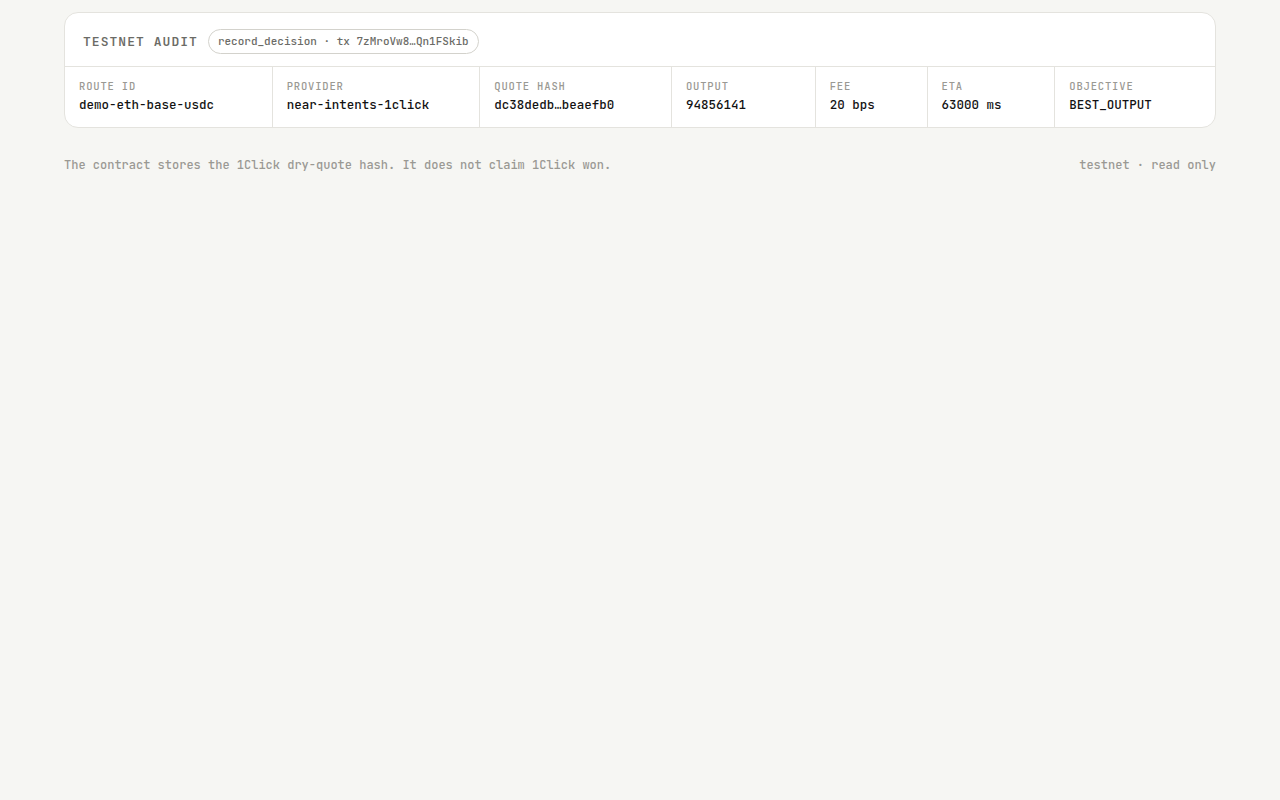 TESTNET AUDIT record_decision · tx 7zMroVw8…Qn1FSkib
ROUTE ID PROVIDER QUOTE HASH OUTPUT FEE ETA OBJECTIVE
demo-eth-base-usdc near-intents-1click dc38dedb…beaefb0 94856141 20 bps 63000 ms BEST_OUTPUT
The contract stores the 1Click dry-quote hash. It does not claim 1Click won. testnet · read only